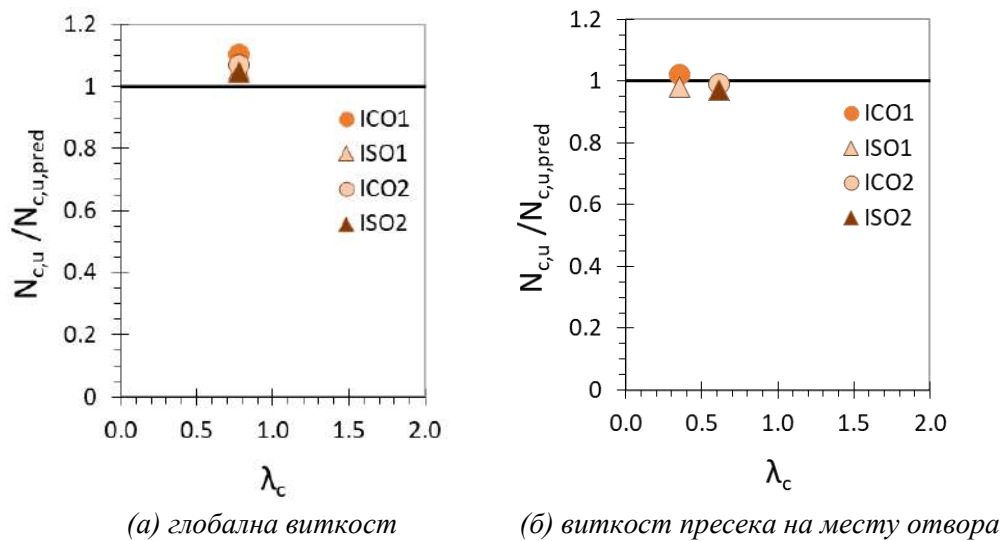 1.2
1
0.8
0.6
0.4
0.2
0
N_c,u /N_c,u,pred
ICO1
ISO1
ICO2
ISO2
0.0 0.5 1.0 1.5 2.0
λ_c
(а) глобална виткост
1.2
1
0.8
0.6
0.4
0.2
0
N_c,u /N_c,u,pred
ICO1
ISO1
ICO2
ISO2
0.0 0.5 1.0 1.5 2.0
λ_c
(б) виткост пресека на месту отвора